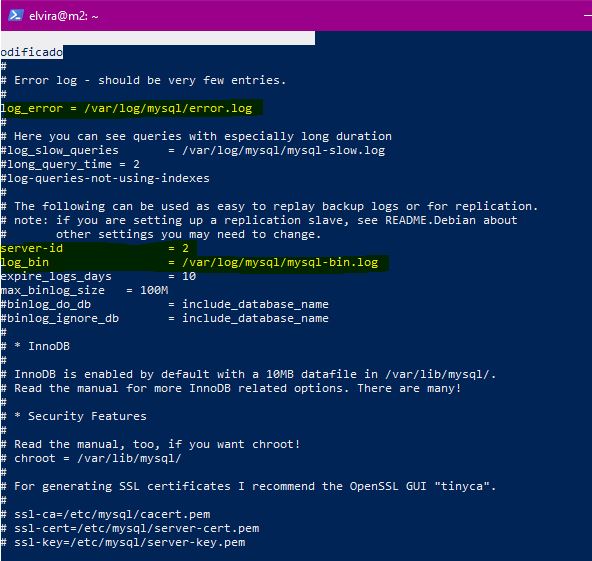 elvira@m2: ~
odificado
#
# Error log - should be very few entries.
#
log_error = /var/log/mysql/error.log
#
# Here you can see queries with especially long duration
#log_slow_queries       = /var/log/mysql/mysql-slow.log
#long_query_time = 2
#log-queries-not-using-indexes
#
# The following can be used as easy to replay backup logs or for replication.
# note: if you are setting up a replication slave, see README.Debian about
#       other settings you may need to change.
server-id               = 2
log_bin                 = /var/log/mysql/mysql-bin.log
expire_logs_days        = 10
max_binlog_size   = 100M
#binlog_do_db           = include_database_name
#binlog_ignore_db       = include_database_name
#
# * InnoDB
#
# InnoDB is enabled by default with a 10MB datafile in /var/lib/mysql/.
# Read the manual for more InnoDB related options. There are many!
#
# * Security Features
#
# Read the manual, too, if you want chroot!
# chroot = /var/lib/mysql/
#
# For generating SSL certificates I recommend the OpenSSL GUI "tinyca".
#
# ssl-ca=/etc/mysql/cacert.pem
# ssl-cert=/etc/mysql/server-cert.pem
# ssl-key=/etc/mysql/server-key.pem